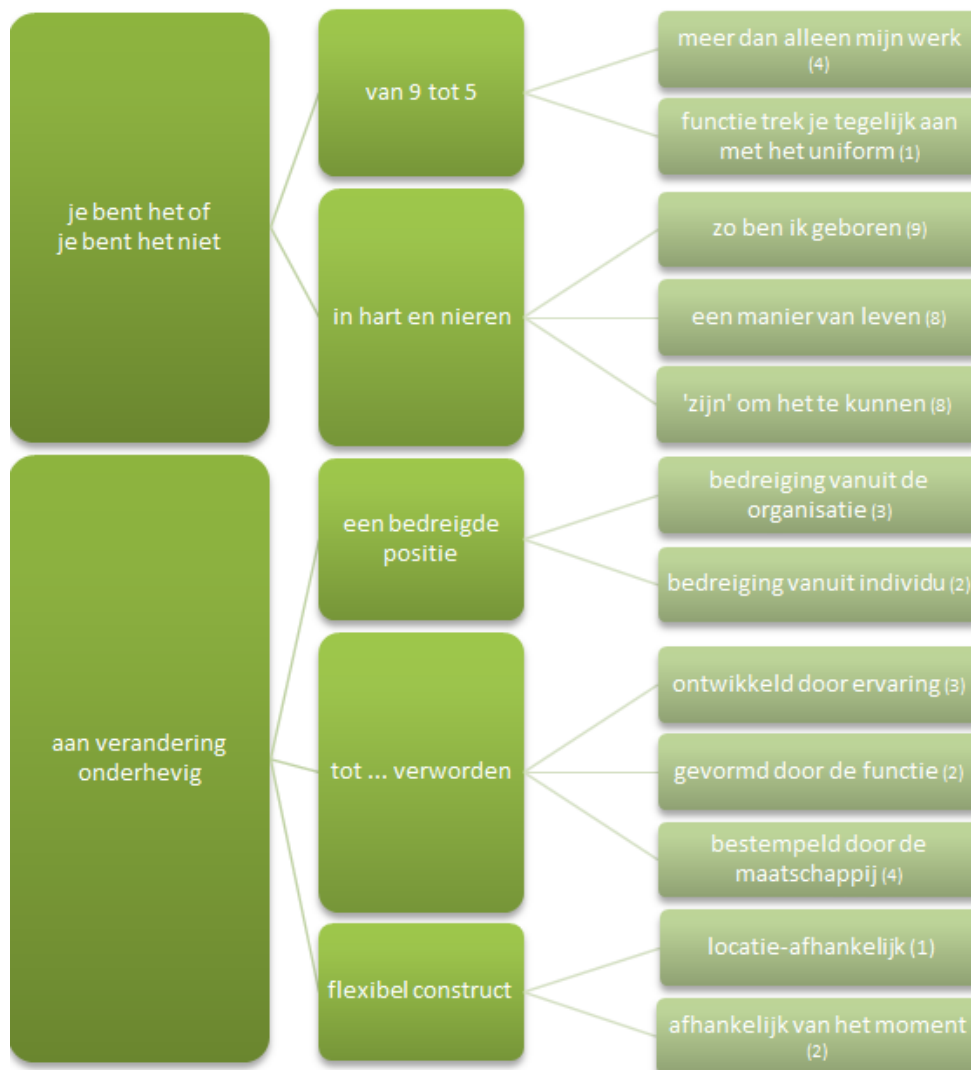 je bent het of
je bent het niet
van 9 tot 5
meer dan alleen mijn werk
(4)
functie trek je tegelijk aan
met het uniform (1)
in hart en nieren
zo ben ik geboren (9)
een manier van leven (8)
'zijn' om het te kunnen (8)
aan verandering
onderhevig
een bedreigde
positie
bedreiging vanuit de
organisatie (3)
bedreiging vanuit individu (2)
tot ... verworden
ontwikkeld door ervaring (3)
gevormd door de functie (2)
bestempeld door de
maatschappij (4)
flexibel construct
locatie-afhankelijk (1)
afhankelijk van het moment
(2)